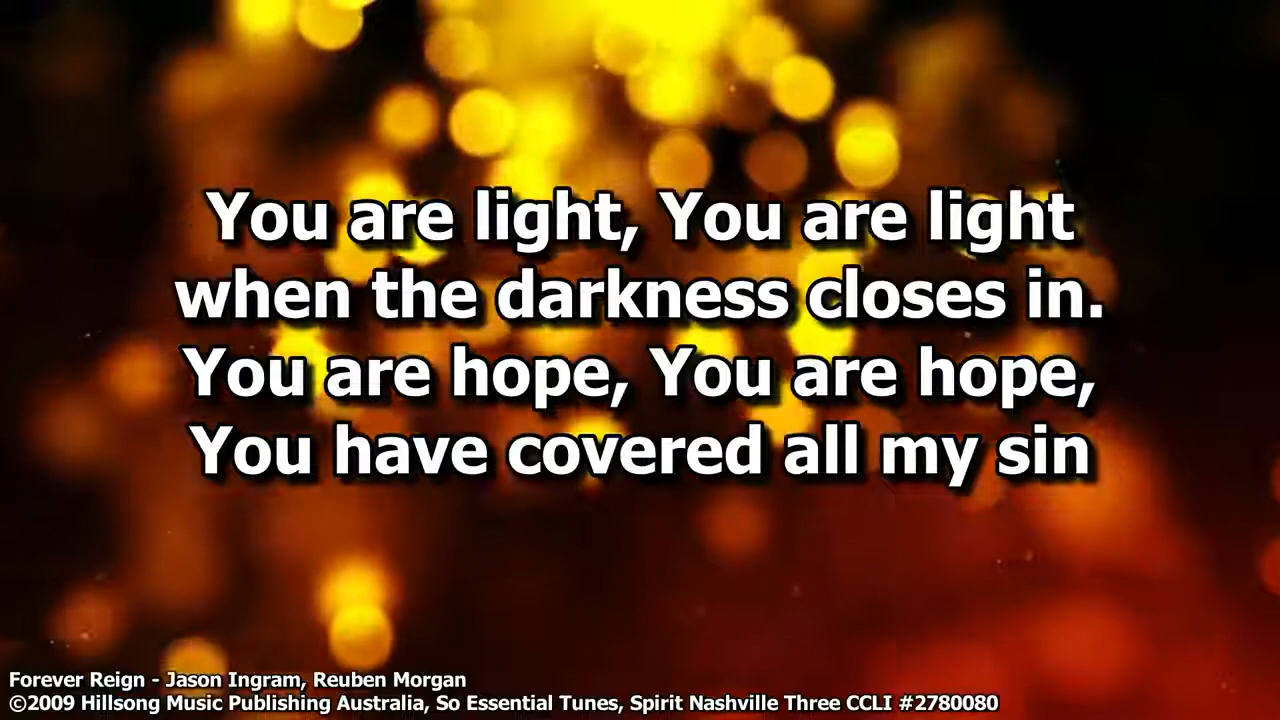 You are light, You are light
when the darkness closes in.
You are hope, You are hope,
You have covered all my sin
Forever Reign - Jason Ingram, Reuben Morgan
©2009 Hillsong Music Publishing Australia, So Essential Tunes, Spirit Nashville Three CCLI #2780080